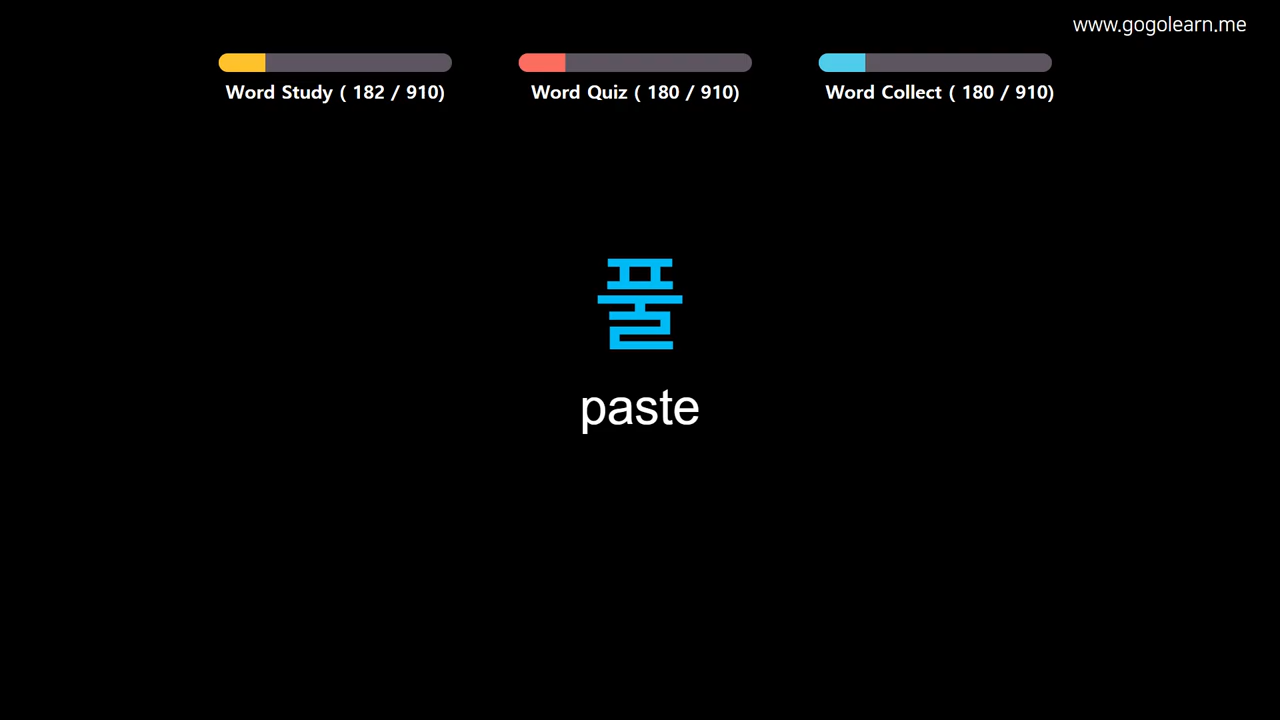 www.gogolearn.me
Word Study ( 182 / 910)
Word Quiz ( 180 / 910)
Word Collect ( 180 / 910)
풀
paste